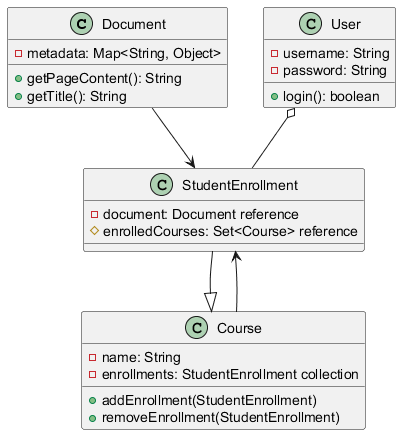 C Document
metadata: Map<String, Object>
getPageContent(): String
getTitle(): String
C User
username: String
password: String
login(): boolean
C StudentEnrollment
document: Document reference
enrolledCourses: Set<Course> reference
C Course
name: String
enrollments: StudentEnrollment collection
addEnrollment(StudentEnrollment)
removeEnrollment(StudentEnrollment)